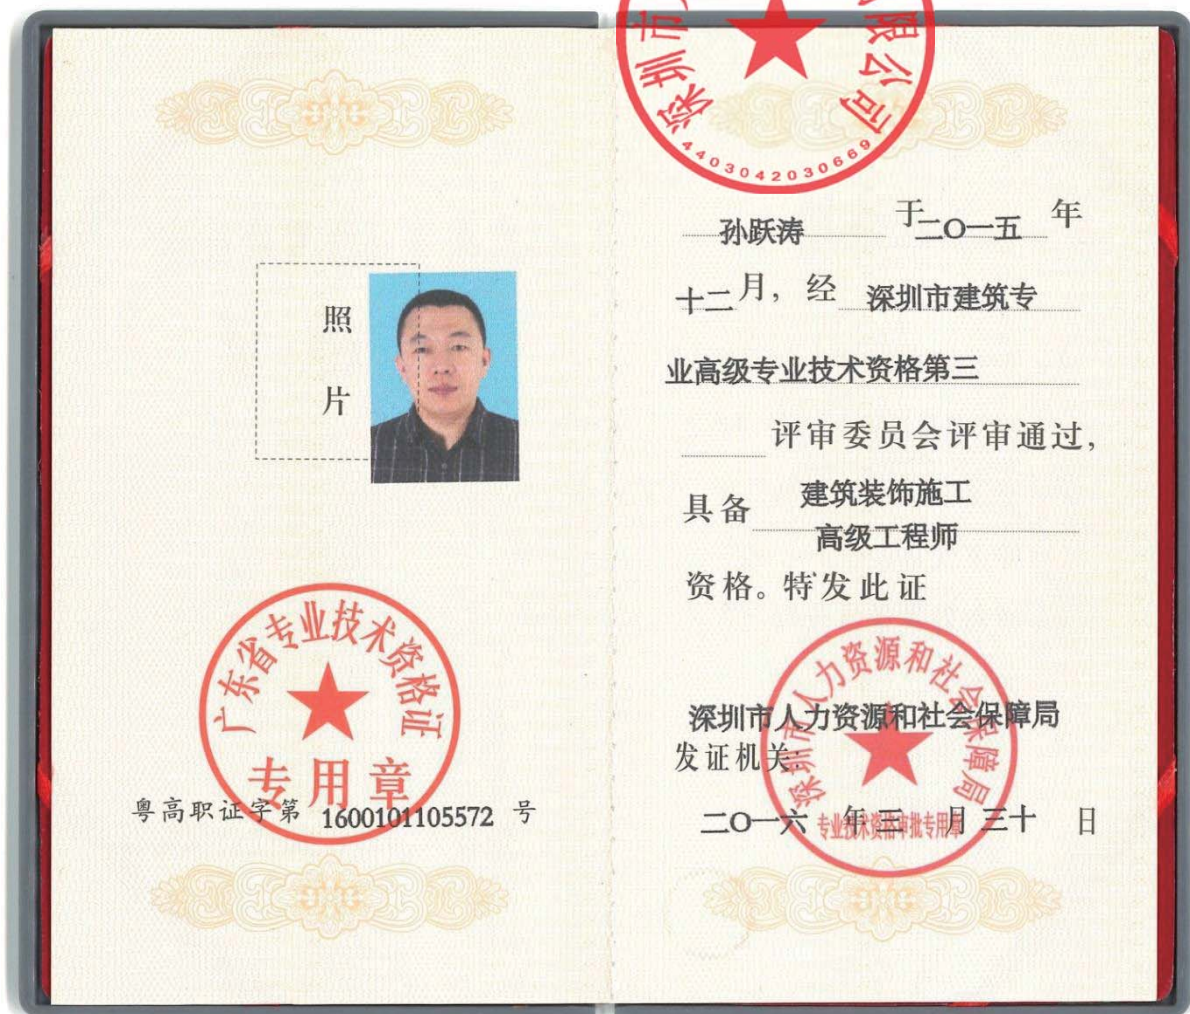 照
片
广东省专业技术资格证
专用章
粤高职证字第 1600101105572 号
深圳市
限公司
4403042030669
孙跃涛 于二〇一五 年
十二月，经 深圳市建筑专
业高级专业技术资格第三
评审委员会评审通过，
具备 建筑装饰施工
高级工程师
资格。特发此证
深圳市人力资源和社会保障局
深圳市人力资源和社会保障局
发证机关：
专业技术资格审批专用章
二〇一六 年 三 月 三十 日